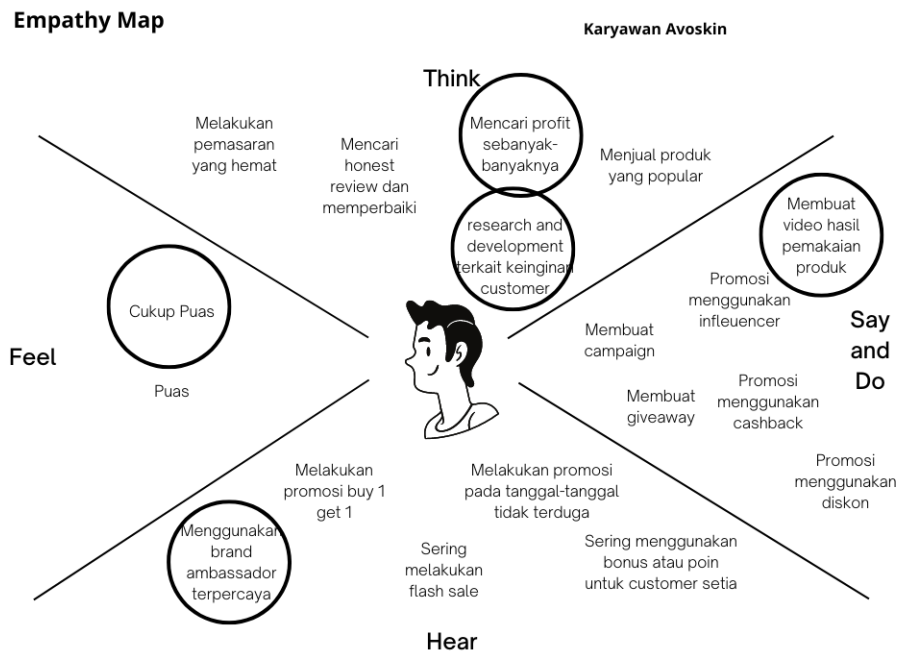 Empathy Map
Karyawan Avoskin
Think
Melakukan
pemasaran
yang hemat
Mencari
honest
review dan
memperbaiki
Mencari profit
sebanyak-
banyaknya
Menjual produk
yang popular
research and
development
terkait keinginan
customer
Membuat
video hasil
pemakaian
produk
Promosi
menggunakan
infleuencer
Membuat
campaign
Say
and
Do
Membuat
giveaway
Promosi
menggunakan
cashback
Promosi
menggunakan
diskon
Cukup Puas
Feel
Puas
Melakukan
promosi buy 1
get 1
Melakukan promosi
pada tanggal-tanggal
tidak terduga
Menggunakan
brand
ambassador
terpercaya
Sering
melakukan
flash sale
Sering menggunakan
bonus atau poin
untuk customer setia
Hear